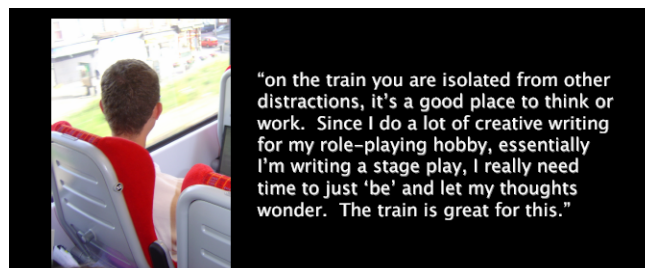 “on the train you are isolated from other
distractions, it’s a good place to think or
work.  Since I do a lot of creative writing
for my role-playing hobby, essentially
I’m writing a stage play, I really need
time to just ‘be’ and let my thoughts
wonder.  The train is great for this.”